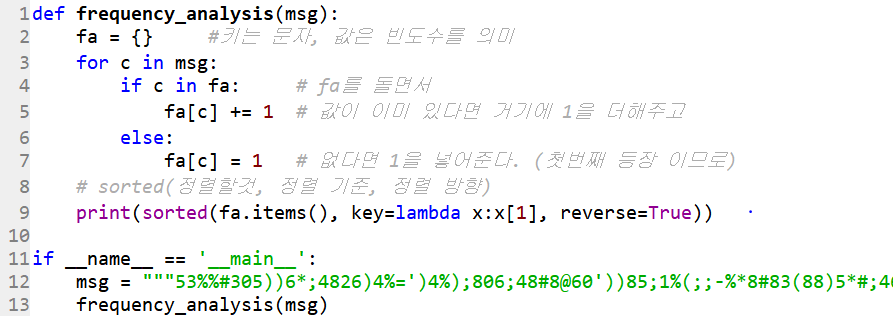 1 def frequency_analysis(msg):
2 fa = {} #키는 문자, 값은 빈도수를 의미
3 for c in msg:
4 if c in fa: # fa를 돌면서
5 fa[c] += 1 # 값이 이미 있다면 거기에 1을 더해주고
6 else:
7 fa[c] = 1 # 없다면 1을 넣어준다. (첫번째 등장 이므로)
8 # sorted(정렬할것, 정렬 기준, 정렬 방향)
9 print(sorted(fa.items(), key=lambda x:x[1], reverse=True))
10
11 if __name__ == '__main__':
12 msg = """53%%#305))6*;4826)4%=')4%);806;48#8@60'))85;1%(;;-%*8#83(88)5*#;4
13 frequency_analysis(msg)